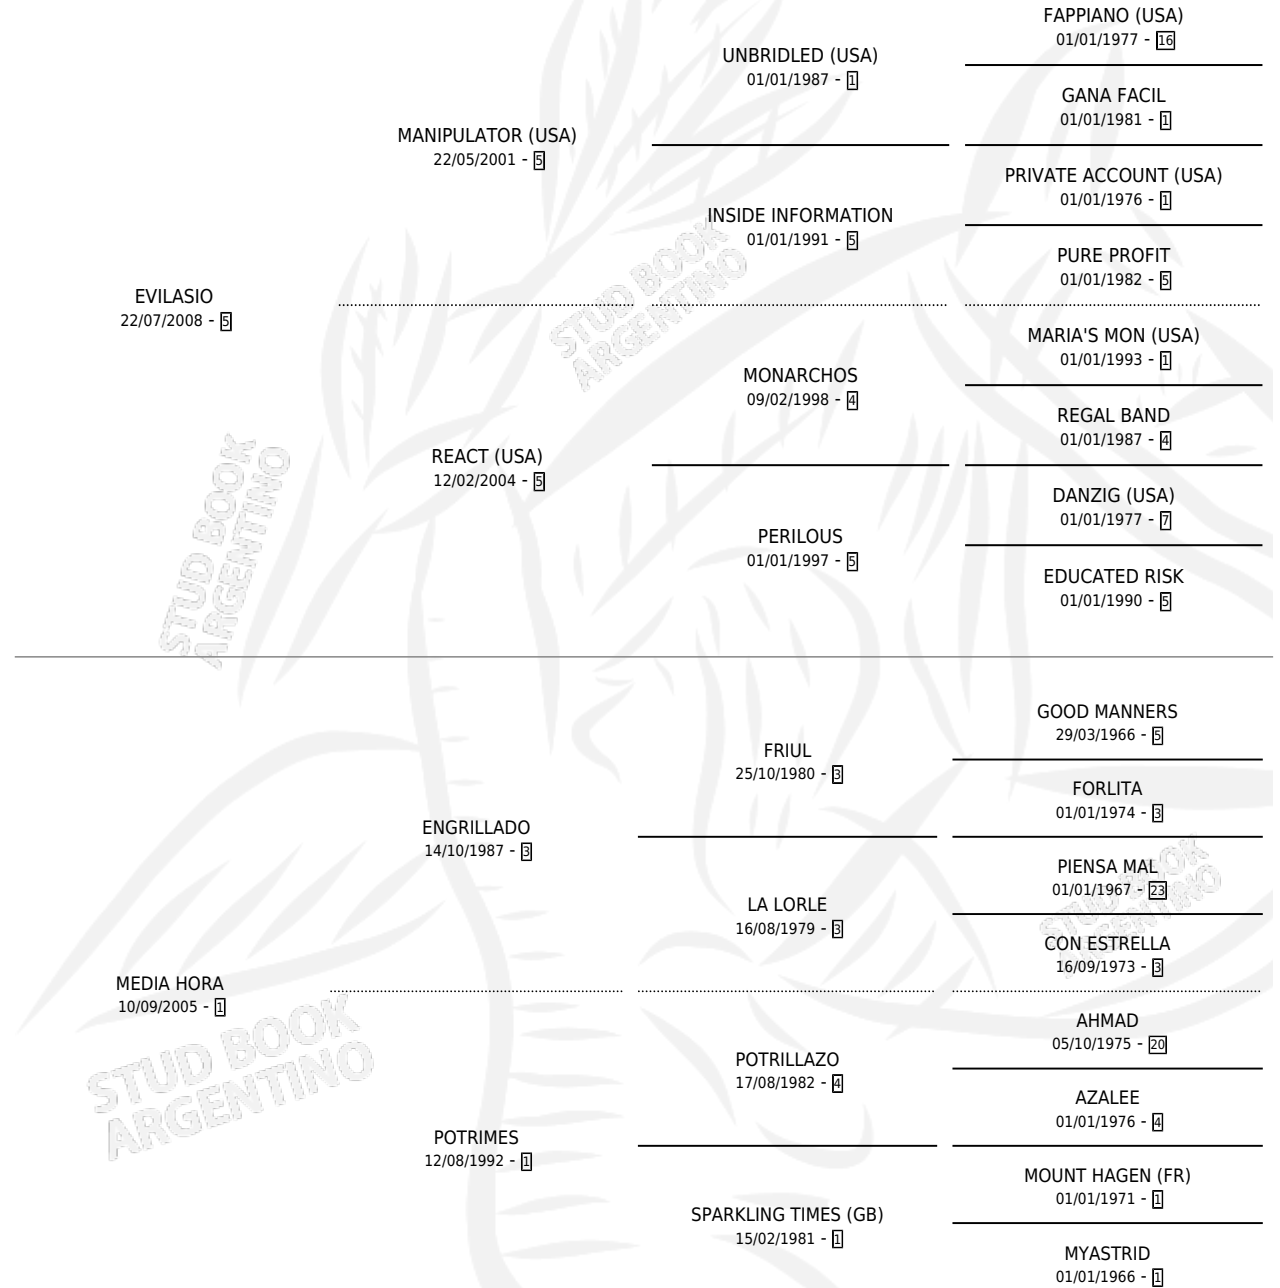 FAPPIANO (USA)
01/01/1977 - 16
UNBRIDLED (USA)
01/01/1987 - 1
GANA FACIL
01/01/1981 - 1
MANIPULATOR (USA)
22/05/2001 - 5
PRIVATE ACCOUNT (USA)
01/01/1976 - 1
INSIDE INFORMATION
01/01/1991 - 5
PURE PROFIT
01/01/1982 - 5
EVILASIO
22/07/2008 - 5
STUD BOOK
ARGENTINO
MARIA'S MON (USA)
01/01/1993 - 1
MONARCHOS
09/02/1998 - 4
REGAL BAND
01/01/1987 - 4
REACT (USA)
12/02/2004 - 5
DANZIG (USA)
01/01/1977 - 7
PERILOUS
01/01/1997 - 5
EDUCATED RISK
01/01/1990 - 5
STUD BOOK
ARGENTINO
GOOD MANNERS
29/03/1966 - 5
FRIUL
25/10/1980 - 3
FORLITA
01/01/1974 - 3
ENGRILLADO
14/10/1987 - 3
PIENSA MAL
01/01/1967 - 23
LA LORLE
16/08/1979 - 3
CON ESTRELLA
16/09/1973 - 3
STUD BOOK
ARGENTINO
MEDIA HORA
10/09/2005 - 1
AHMAD
05/10/1975 - 20
POTRILLAZO
17/08/1982 - 4
AZALEE
01/01/1976 - 4
STUD BOOK
ARGENTINO
POTRIMES
12/08/1992 - 1
MOUNT HAGEN (FR)
01/01/1971 - 1
SPARKLING TIMES (GB)
15/02/1981 - 1
MYASTRID
01/01/1966 - 1